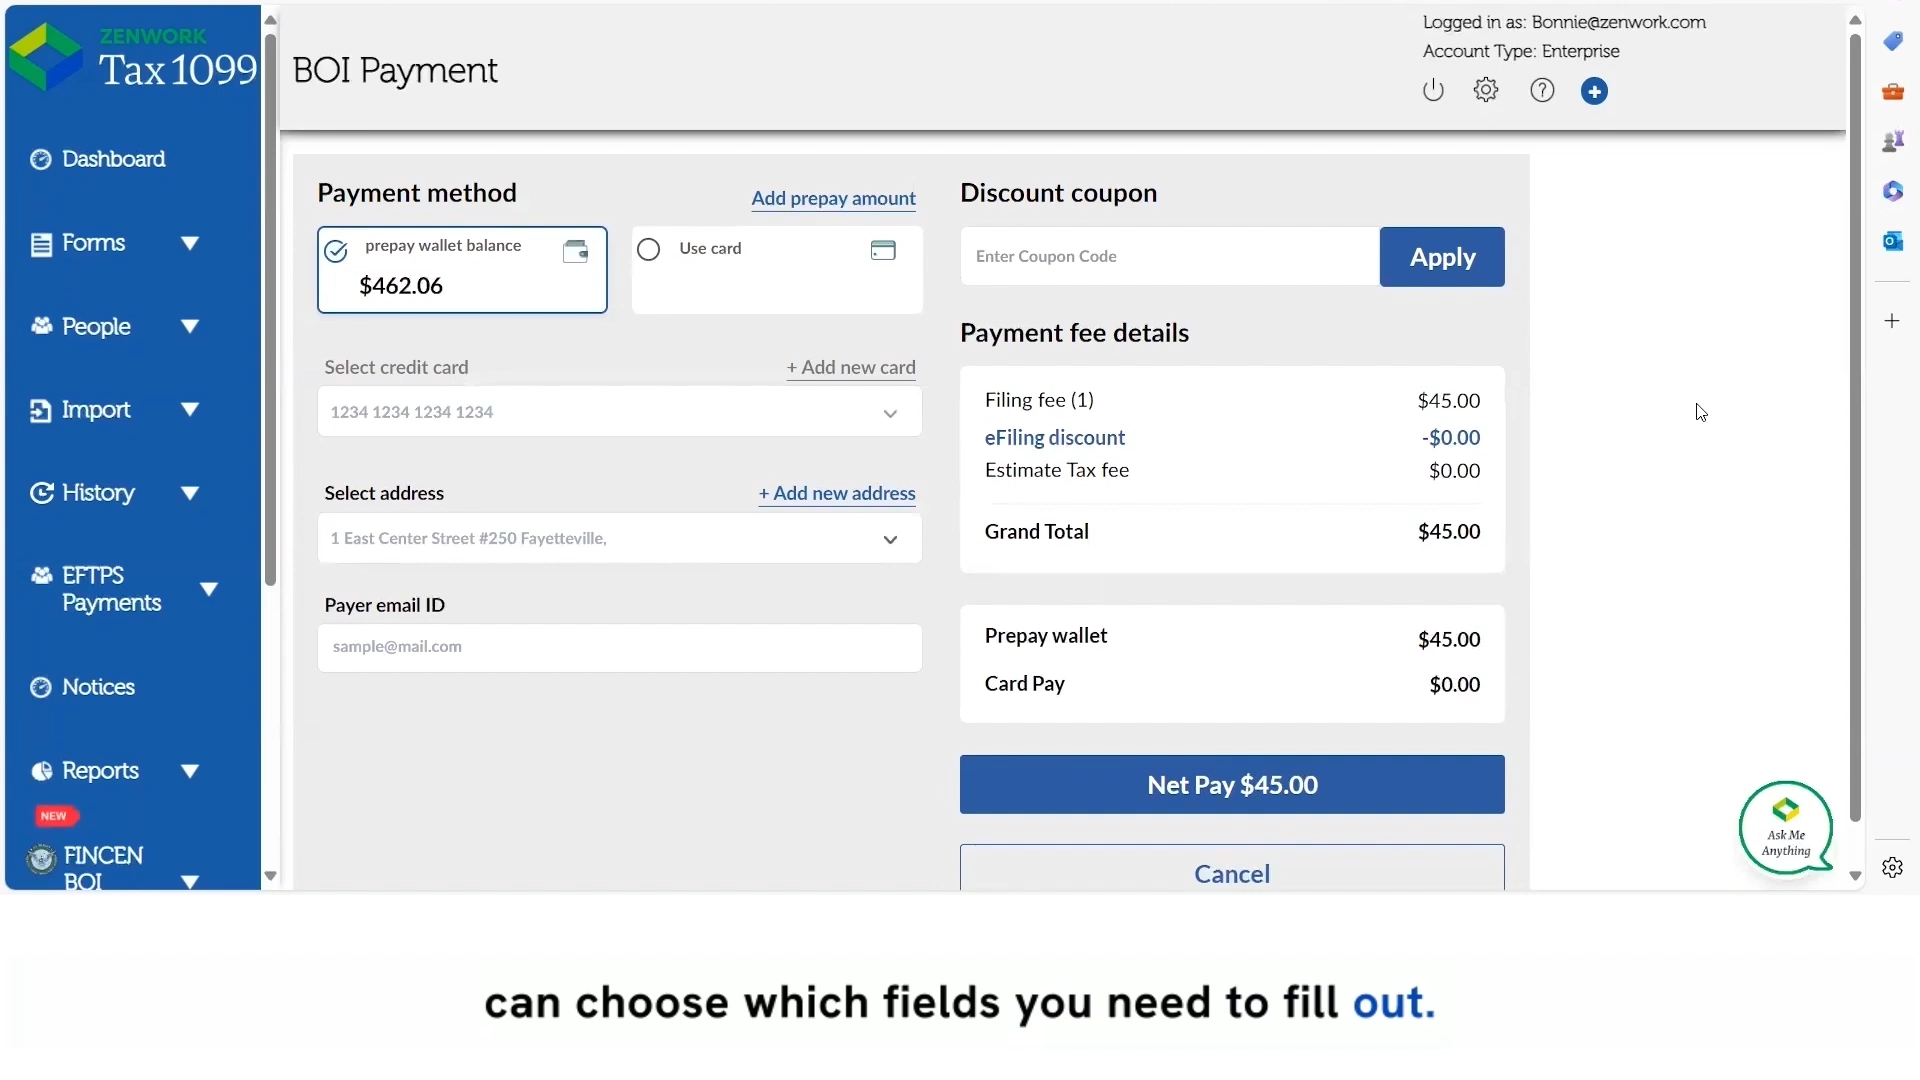 ZENWORK
Tax1099
Dashboard
Forms
People
Import
History
EFTPS
Payments
Notices
Reports
NEW
FINCEN
BOI
BOI Payment
Logged in as: Bonnie@zenwork.com
Account Type: Enterprise
Payment method
Add prepay amount
prepay wallet balance
$462.06
Use card
Select credit card
+ Add new card
1234 1234 1234 1234
Select address
+ Add new address
1 East Center Street #250 Fayetteville,
Payer email ID
sample@mail.com
Discount coupon
Enter Coupon Code
Apply
Payment fee details
Filing fee (1) $45.00
eFiling discount -$0.00
Estimate Tax fee $0.00
Grand Total $45.00
Prepay wallet $45.00
Card Pay $0.00
Net Pay $45.00
Cancel
Ask Me
Anything
can choose which fields you need to fill out.